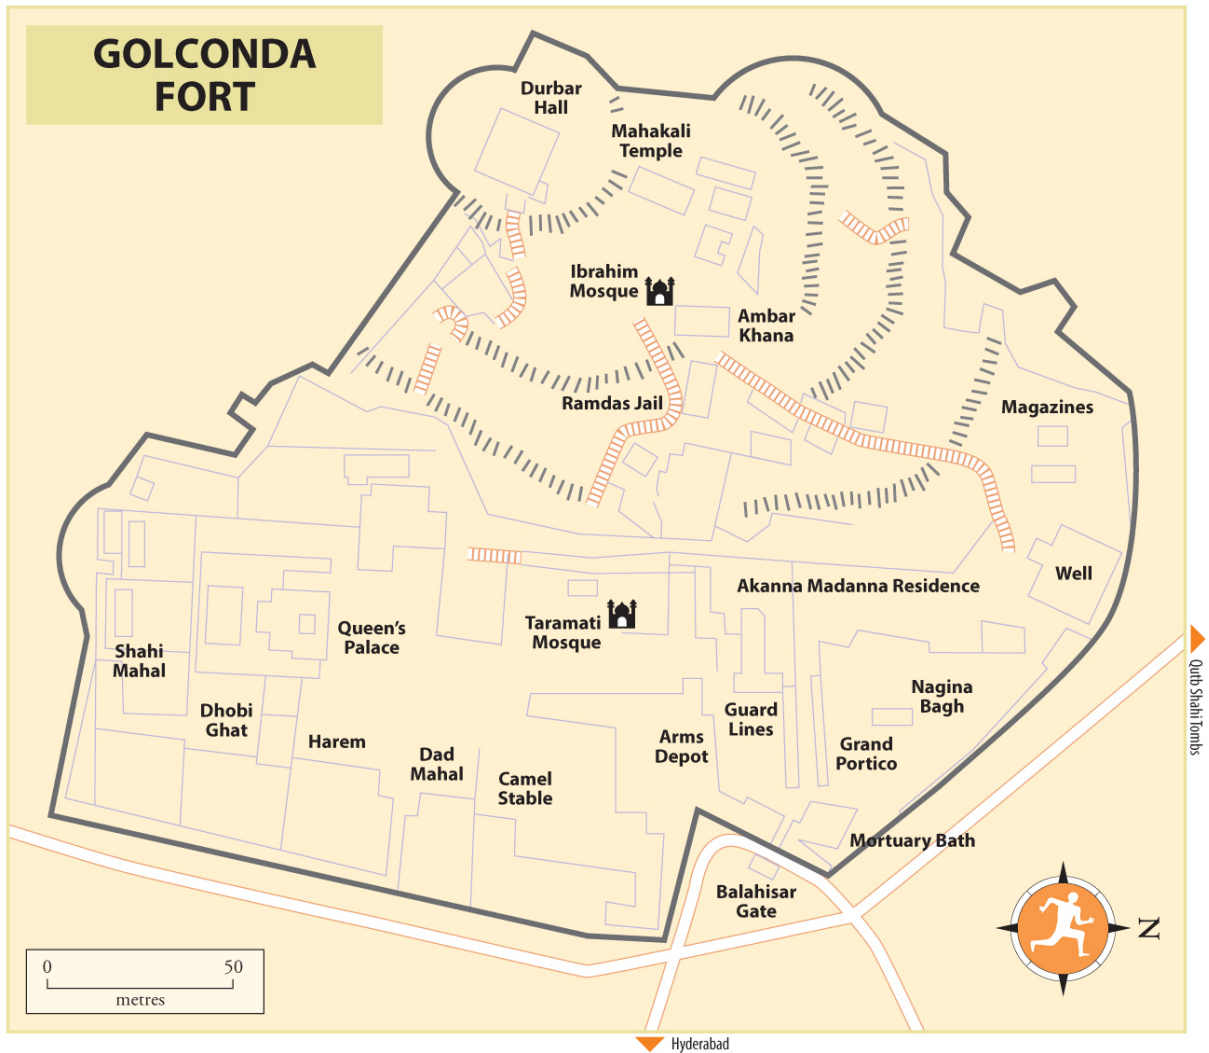 GOLCONDA
FORT
Durbar
Hall
Mahakali
Temple
Ibrahim
Mosque
Ambar
Khana
Ramdas Jail
Magazines
Well
Akanna Madanna Residence
Taramati
Mosque
Queen's
Palace
Shahi
Mahal
Dhobi
Ghat
Harem
Dad
Mahal
Camel
Stable
Arms
Depot
Guard
Lines
Nagina
Bagh
Grand
Portico
Mortuary Bath
Balahisar
Gate
Qutb Shahi Tombs
N
0 50
metres
Hyderabad